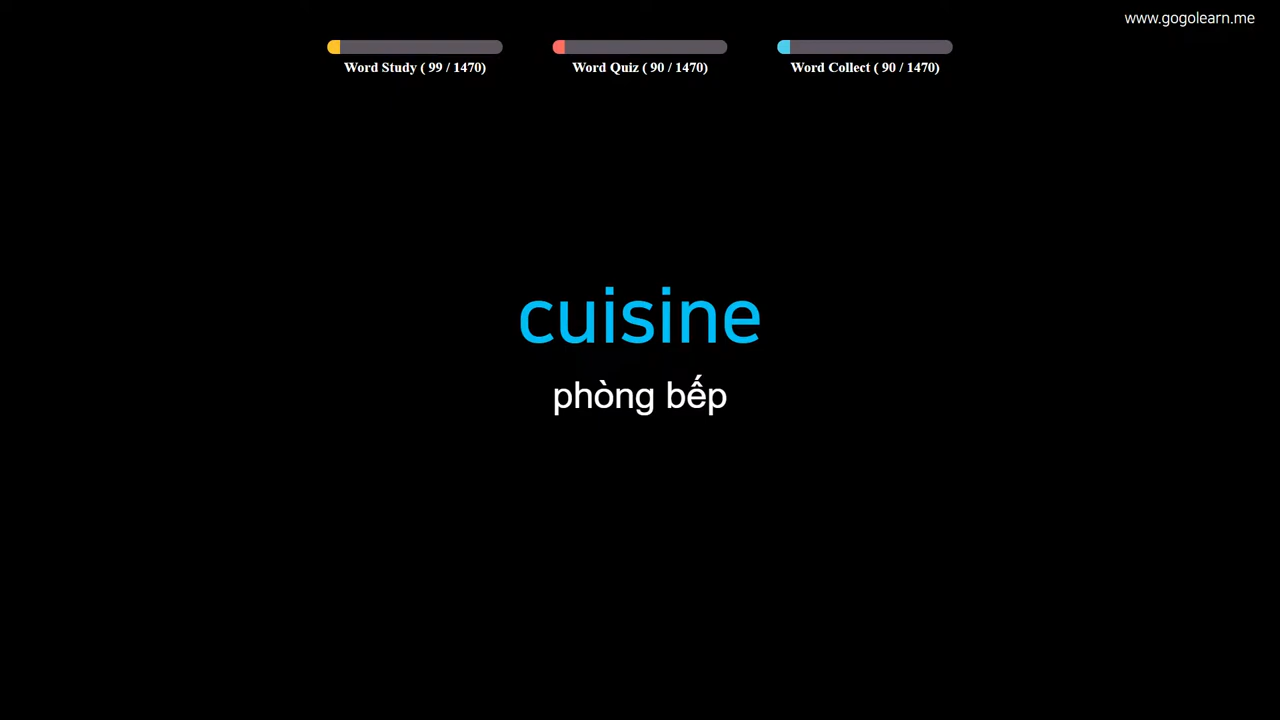 www.gogolearn.me
Word Study ( 99 / 1470)
Word Quiz ( 90 / 1470)
Word Collect ( 90 / 1470)
cuisine
phòng bếp